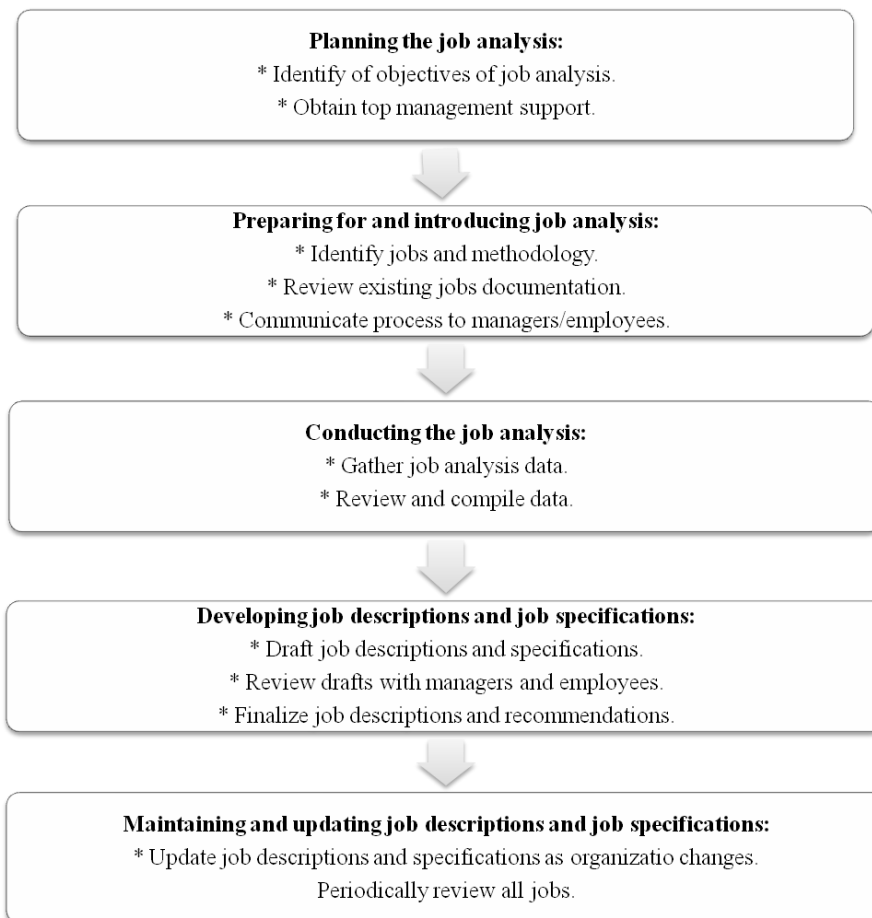 Planning the job analysis:
* Identify of objectives of job analysis.
* Obtain top management support.
Preparing for and introducing job analysis:
* Identify jobs and methodology.
* Review existing jobs documentation.
* Communicate process to managers/employees.
Conducting the job analysis:
* Gather job analysis data.
* Review and compile data.
Developing job descriptions and job specifications:
* Draft job descriptions and specifications.
* Review drafts with managers and employees.
* Finalize job descriptions and recommendations.
Maintaining and updating job descriptions and job specifications:
* Update job descriptions and specifications as organizatio changes.
Periodically review all jobs.